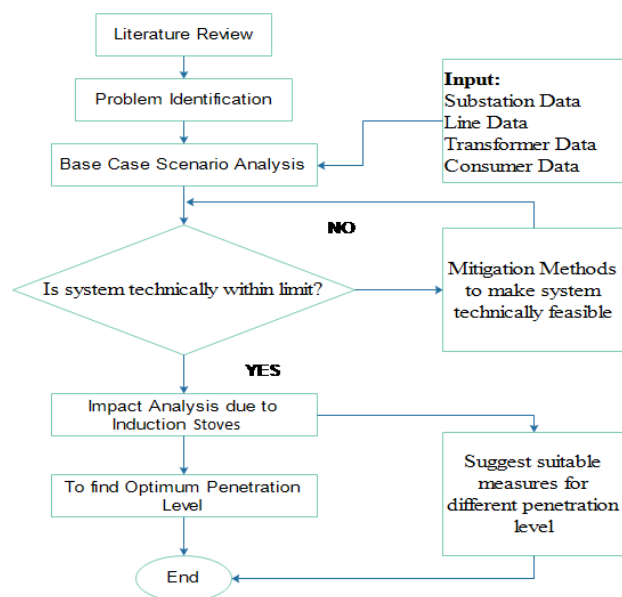 Literature Review
Problem Identification
Base Case Scenario Analysis
Input:
Substation Data
Line Data
Transformer Data
Consumer Data
NO
Is system technically within limit?
Mitigation Methods
to make system
technically feasible
YES
Impact Analysis due to
Induction Stoves
To find Optimum Penetration
Level
Suggest suitable
measures for
different penetration
level
End